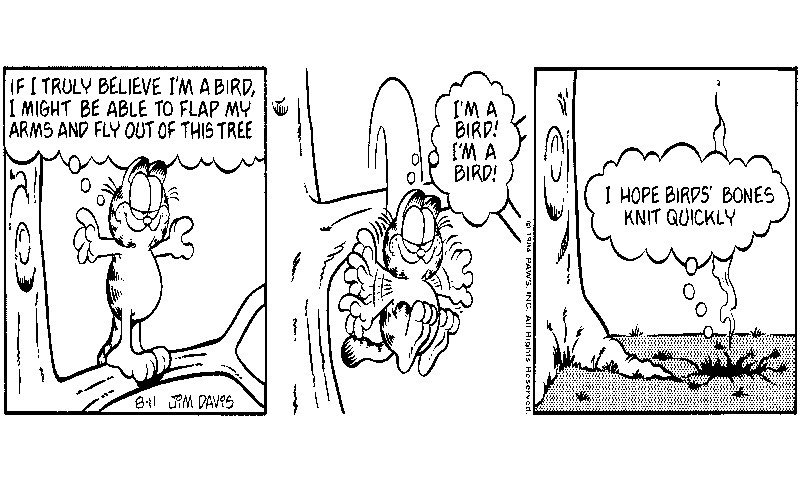 IF I TRULY BELIEVE I'M A BIRD,
I MIGHT BE ABLE TO FLAP MY
ARMS AND FLY OUT OF THIS TREE
8-11 JIM DAVIS
I'M A
BIRD!
I'M A
BIRD!
© 1984 PAWS, INC. All Rights Reserved.
I HOPE BIRDS' BONES
KNIT QUICKLY